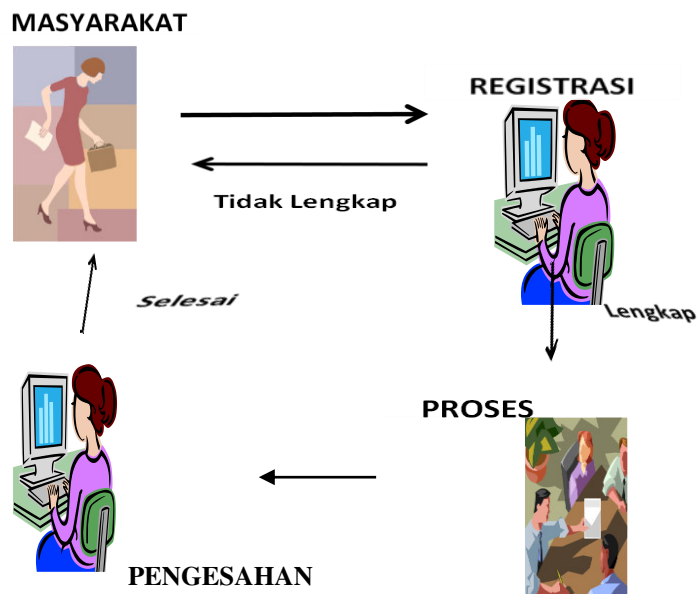 MASYARAKAT
REGISTRASI
Tidak Lengkap
Selesai
Lengkap
PROSES
PENGESAHAN